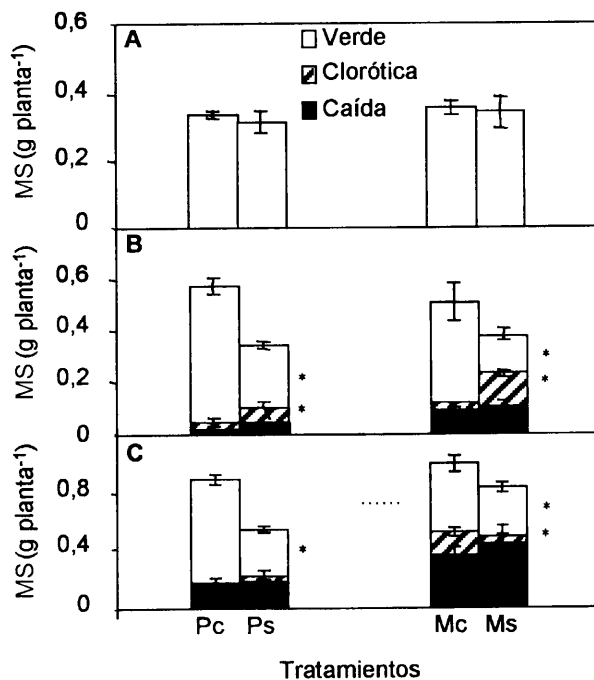 A
Verde
Clorótica
Caída
MS (g planta-1)
0,6
0,4
0,2
0
B
MS (g planta-1)
0,6
0,4
0,2
0
*
*
*
*
C
MS (g planta-1)
0,8
0,4
0
......
*
*
*
Pc Ps Mc Ms
Tratamientos